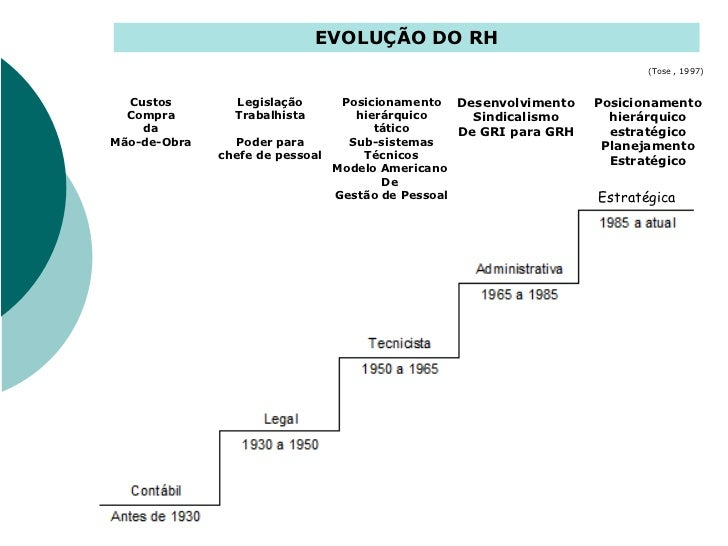 EVOLUÇÃO DO RH
(Tose , 1997)
Custos
Compra
da
Mão-de-Obra
Legislação
Trabalhista
Poder para
chefe de pessoal
Posicionamento
hierárquico
tático
Sub-sistemas
Técnicos
Modelo Americano
De
Gestão de Pessoal
Desenvolvimento
Sindicalismo
De GRI para GRH
Posicionamento
hierárquico
estratégico
Planejamento
Estratégico
Estratégica
1985 a atual
Administrativa
1965 a 1985
Tecnicista
1950 a 1965
Legal
1930 a 1950
Contábil
Antes de 1930